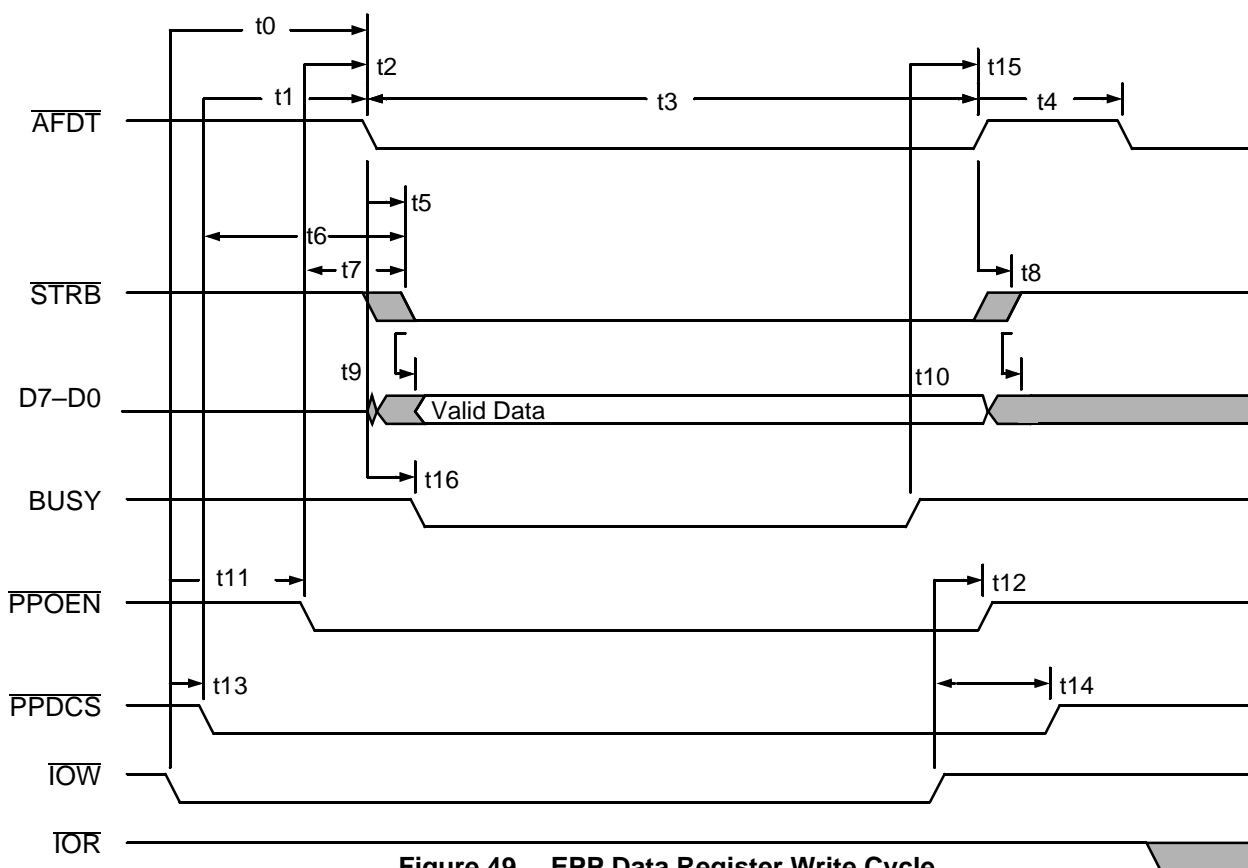 t0
t2
t15
t1
t3
t4
AFDT
t5
t6
t7
t8
STRB
t9
t10
D7–D0
Valid Data
t16
BUSY
t11
t12
PPOEN
t13
t14
PPDCS
IOW
IOR
Figure 49. EPP Data Register Write Cycle